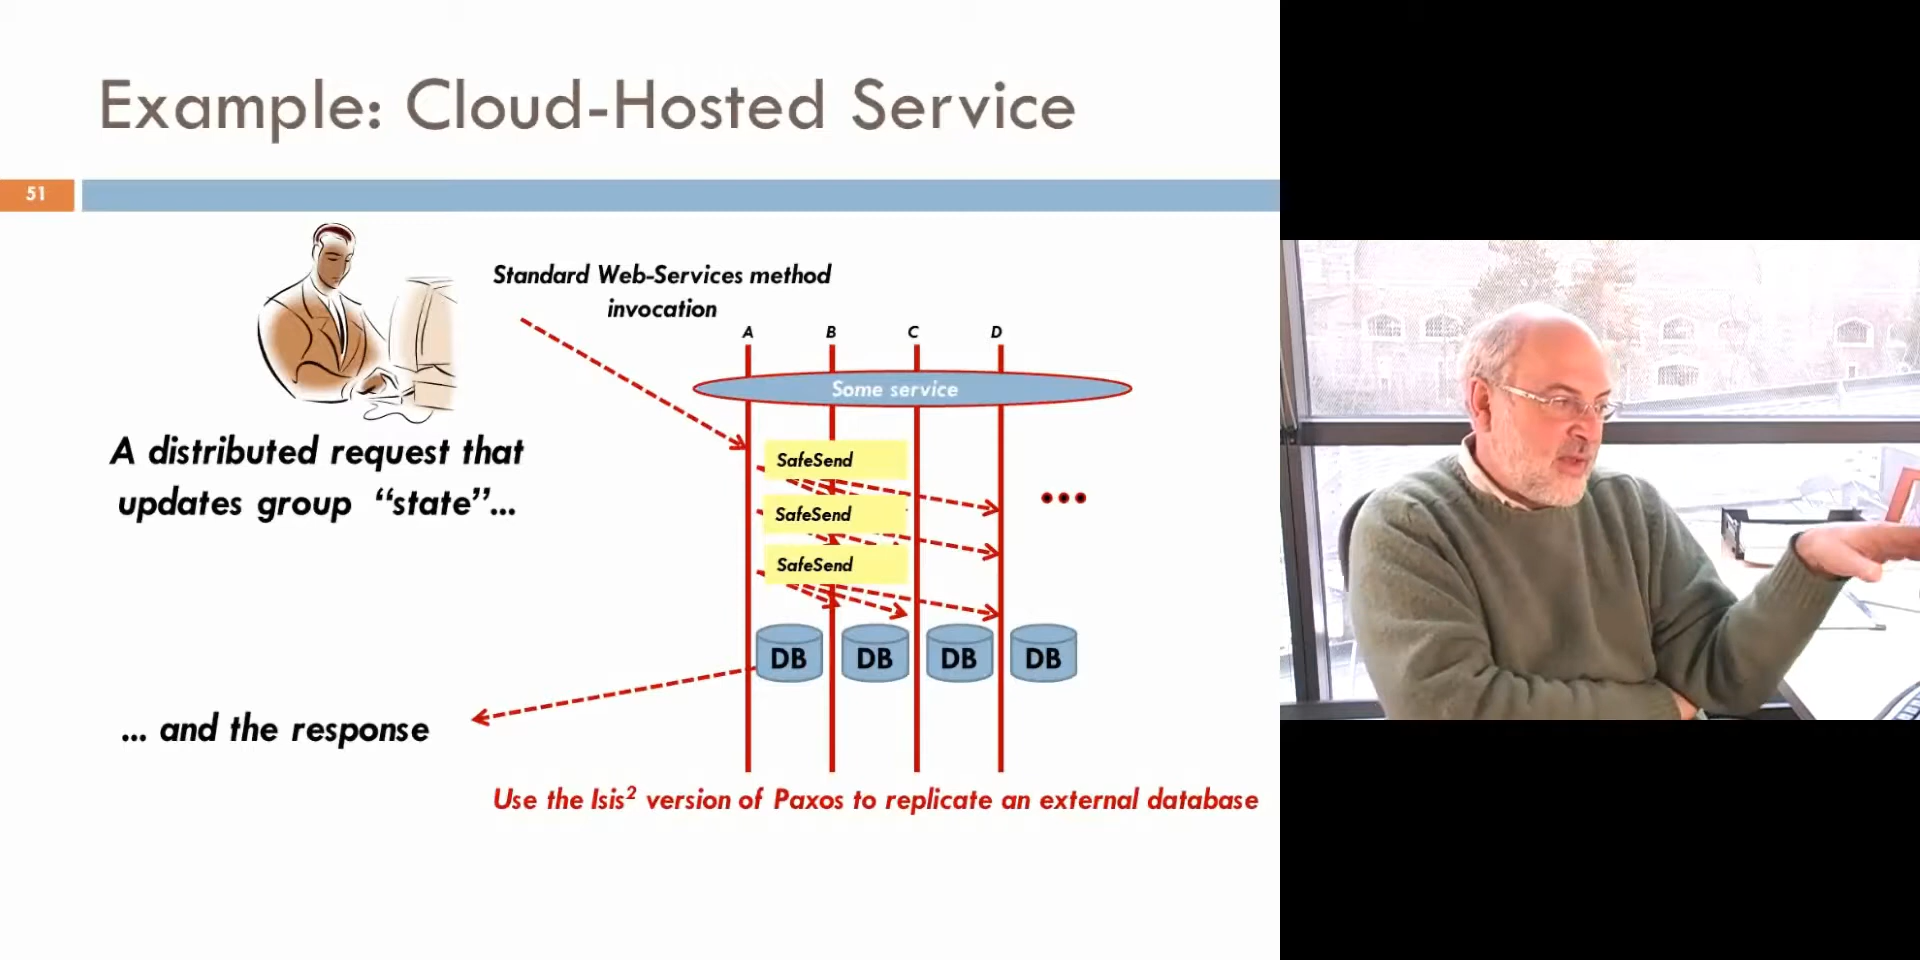 Example: Cloud-Hosted Service
51
Standard Web-Services method
invocation
A B C D
Some service
A distributed request that
updates group “state”...
SafeSend
SafeSend
SafeSend
DB DB DB DB
... and the response
Use the Isis² version of Paxos to replicate an external database